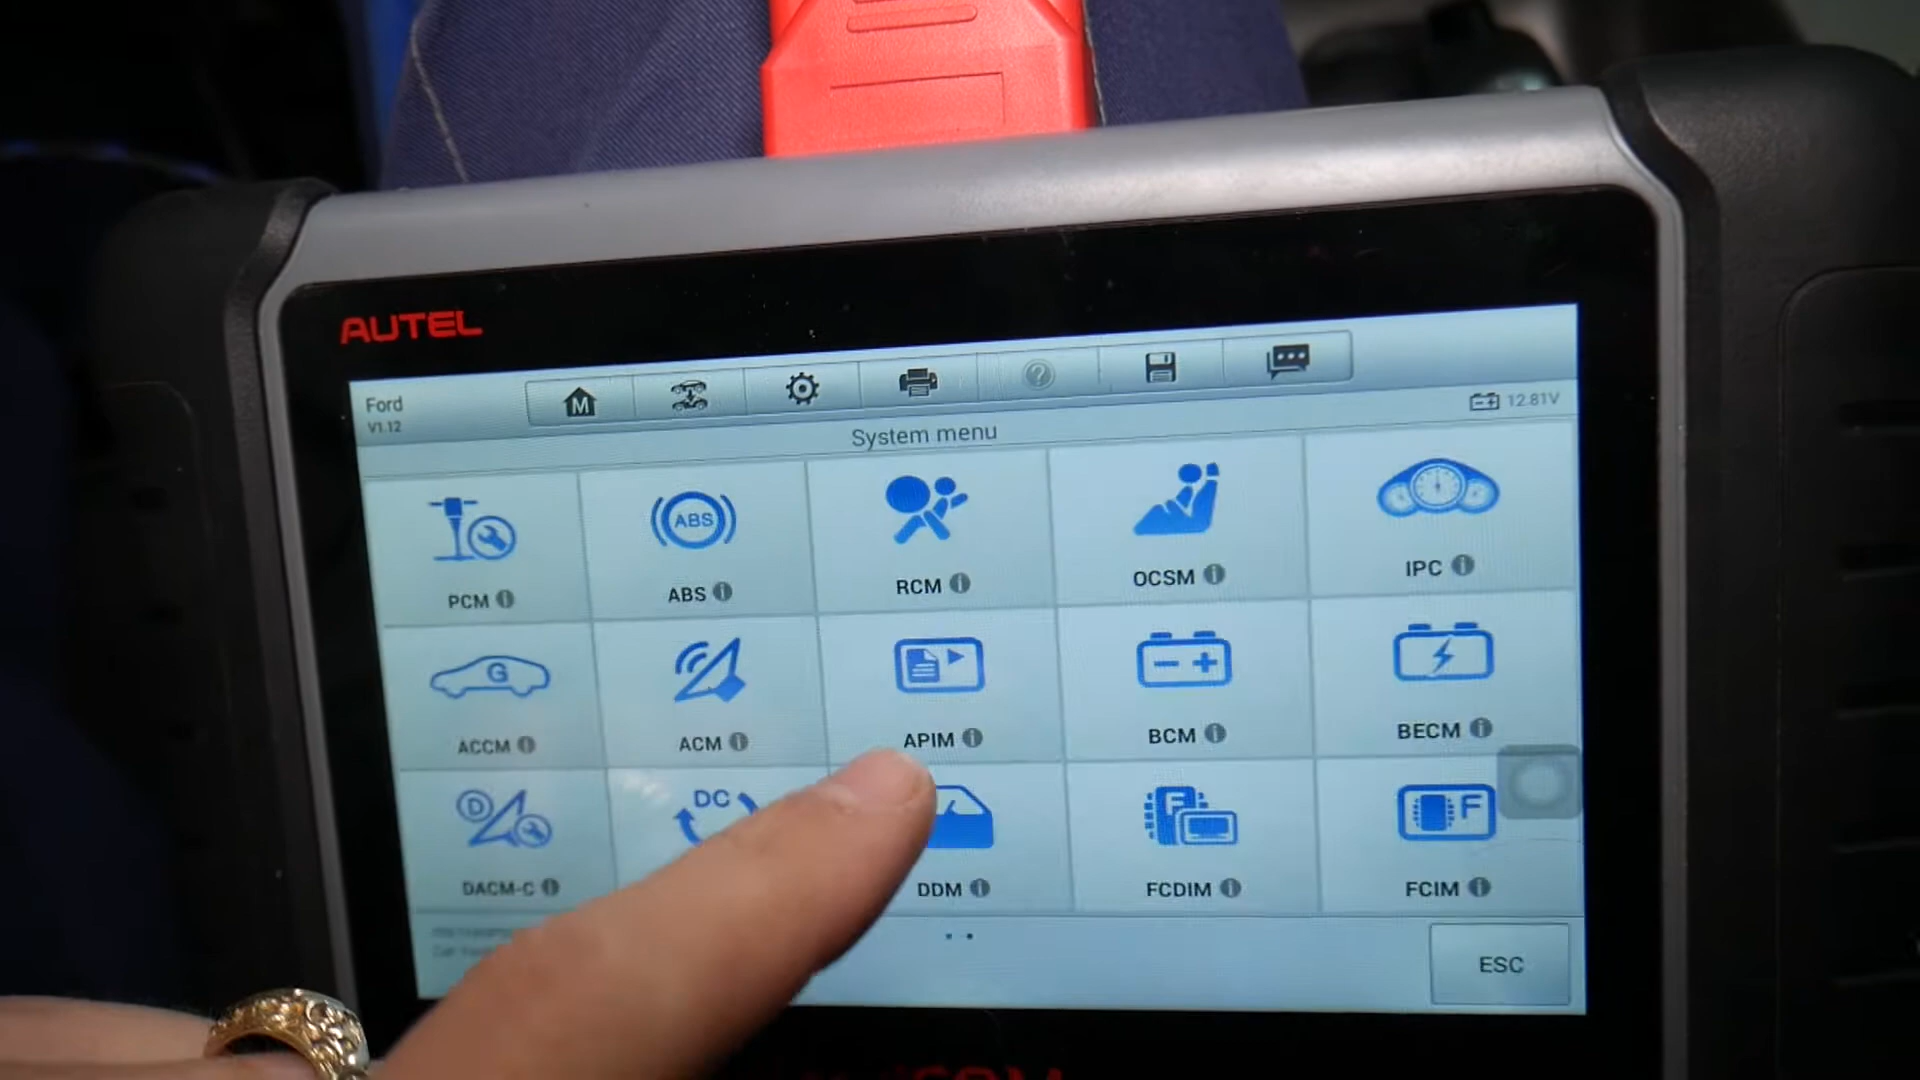 AUTEL
Ford
V1.12
M
12.81V
System menu
ABS
PCM
ABS
RCM
OCSM
IPC
G
ACCM
ACM
APIM
BCM
BECM
D
DC
F
F
DACM-C
DDM
FCDIM
FCIM
ESC